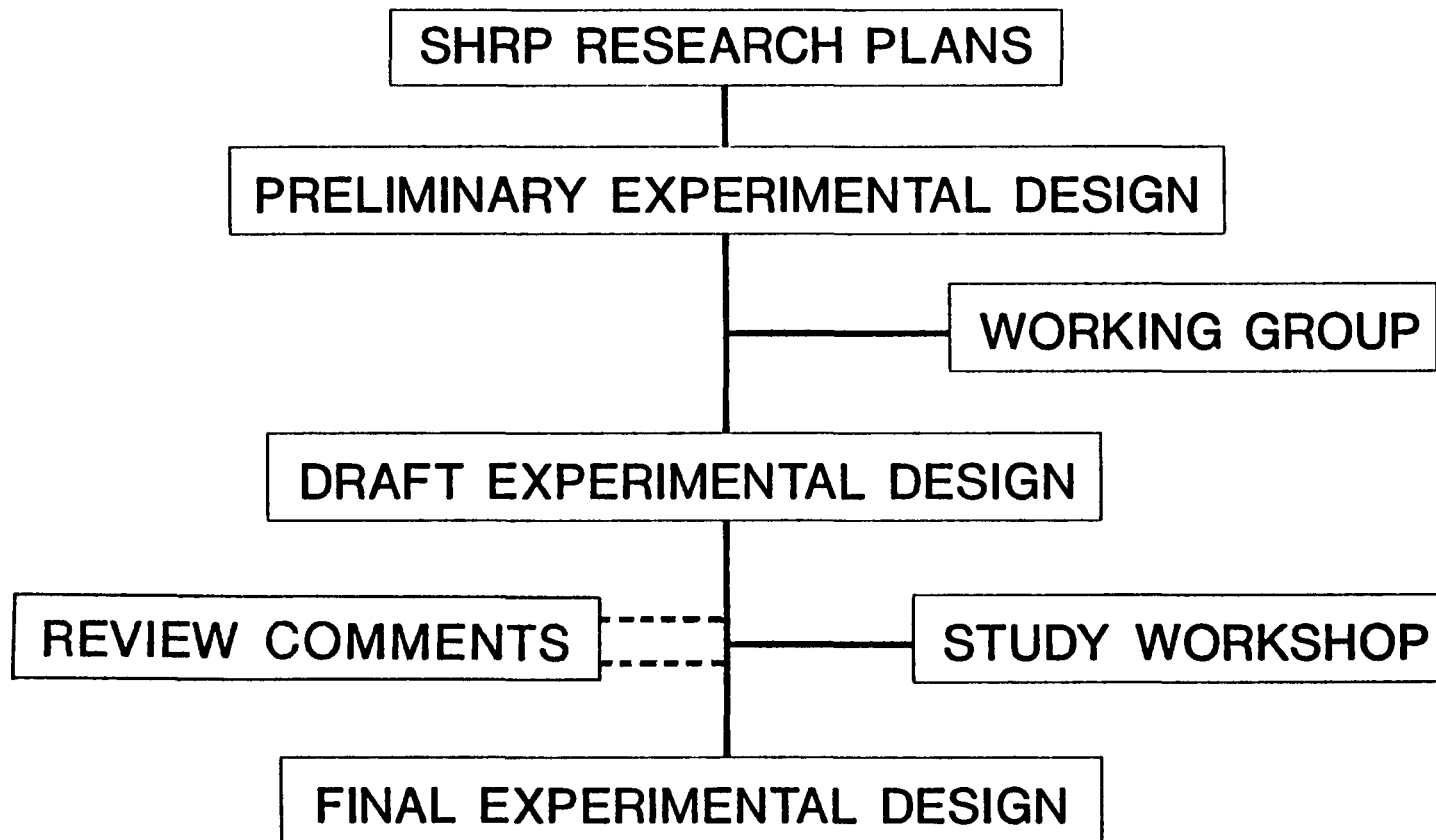 SHRP RESEARCH PLANS
PRELIMINARY EXPERIMENTAL DESIGN
WORKING GROUP
DRAFT EXPERIMENTAL DESIGN
REVIEW COMMENTS
STUDY WORKSHOP
FINAL EXPERIMENTAL DESIGN